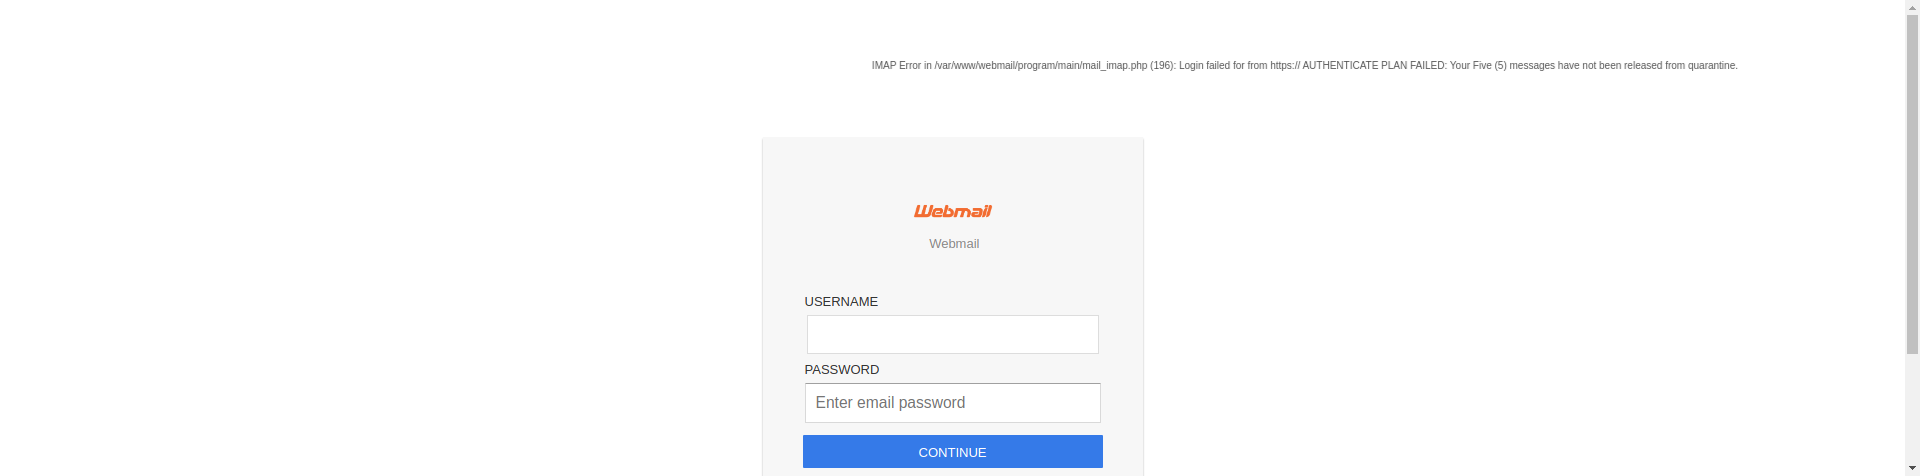 IMAP Error in /var/www/webmail/program/main/mail_imap.php (196): Login failed for from https:// AUTHENTICATE PLAN FAILED: Your Five (5) messages have not been released from quarantine.
Webmail
Webmail
USERNAME
PASSWORD
Enter email password
CONTINUE